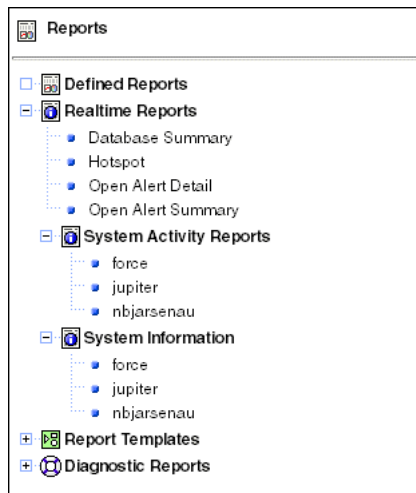 Reports
Defined Reports
Realtime Reports
Database Summary
Hotspot
Open Alert Detail
Open Alert Summary
System Activity Reports
force
jupiter
nbjarsenau
System Information
force
jupiter
nbjarsenau
Report Templates
Diagnostic Reports